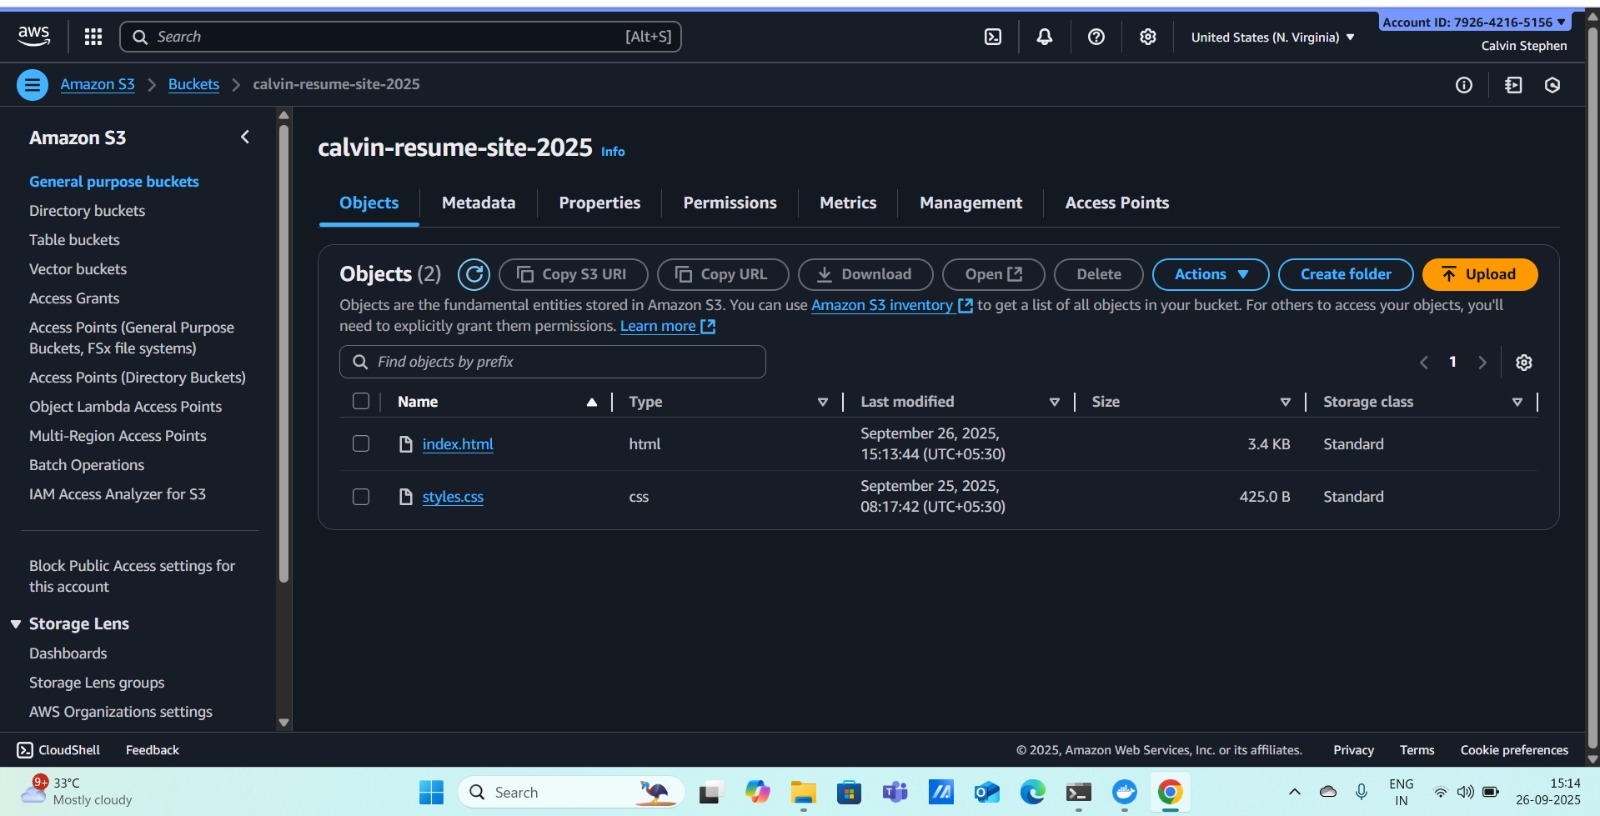 aws
Search [Alt+S]
United States (N. Virginia)
Account ID: 7926-4216-5156
Calvin Stephen
Amazon S3
Buckets
calvin-resume-site-2025
Amazon S3
General purpose buckets
Directory buckets
Table buckets
Vector buckets
Access Grants
Access Points (General Purpose
Buckets, FSx file systems)
Access Points (Directory Buckets)
Object Lambda Access Points
Multi-Region Access Points
Batch Operations
IAM Access Analyzer for S3
Block Public Access settings for
this account
Storage Lens
Dashboards
Storage Lens groups
AWS Organizations settings
calvin-resume-site-2025 Info
Objects
Metadata
Properties
Permissions
Metrics
Management
Access Points
Objects (2)
Copy S3 URI
Copy URL
Download
Open
Delete
Actions
Create folder
Upload
Objects are the fundamental entities stored in Amazon S3. You can use Amazon S3 inventory to get a list of all objects in your bucket. For others to access your objects, you'll
need to explicitly grant them permissions. Learn more
Find objects by prefix
1
Name Type Last modified Size Storage class
index.html html September 26, 2025, 15:13:44 (UTC+05:30) 3.4 KB Standard
styles.css css September 25, 2025, 08:17:42 (UTC+05:30) 425.0 B Standard
CloudShell Feedback
© 2025, Amazon Web Services, Inc. or its affiliates. Privacy Terms Cookie preferences
9+
33°C
Mostly cloudy
Search
ENG
IN
15:14
26-09-2025